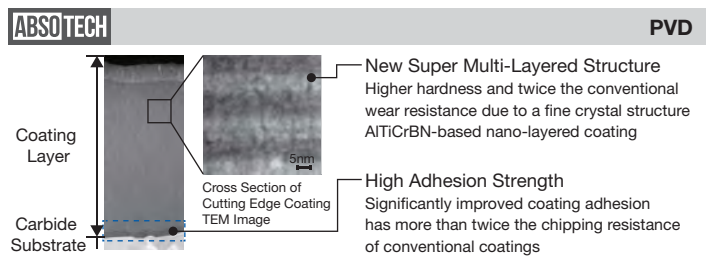 ABSOTECH
PVD
Coating
Layer
Carbide
Substrate
5nm
Cross Section of
Cutting Edge Coating
TEM Image
New Super Multi-Layered Structure
Higher hardness and twice the conventional
wear resistance due to a fine crystal structure
AlTiCrBN-based nano-layered coating
High Adhesion Strength
Significantly improved coating adhesion
has more than twice the chipping resistance
of conventional coatings